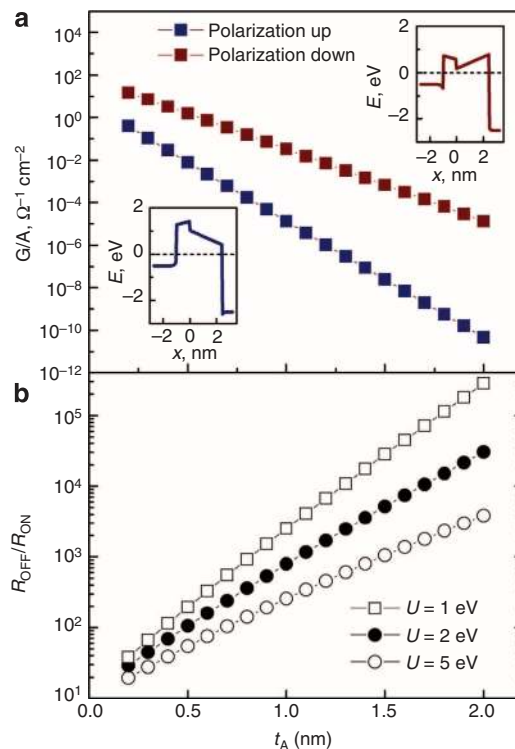 a
10^4
10^2
10^0
10^−2
10^−4
10^−6
10^−8
10^−10
10^−12
G/A, Ω^−1 cm^−2
Polarization up
Polarization down
2
0
−2
E, eV
−2 0 2
x, nm
2
0
−2
E, eV
−2 0 2
x, nm
b
10^5
10^4
10^3
10^2
10^1
R_OFF/R_ON
U = 1 eV
U = 2 eV
U = 5 eV
0.0 0.5 1.0 1.5 2.0
t_A (nm)